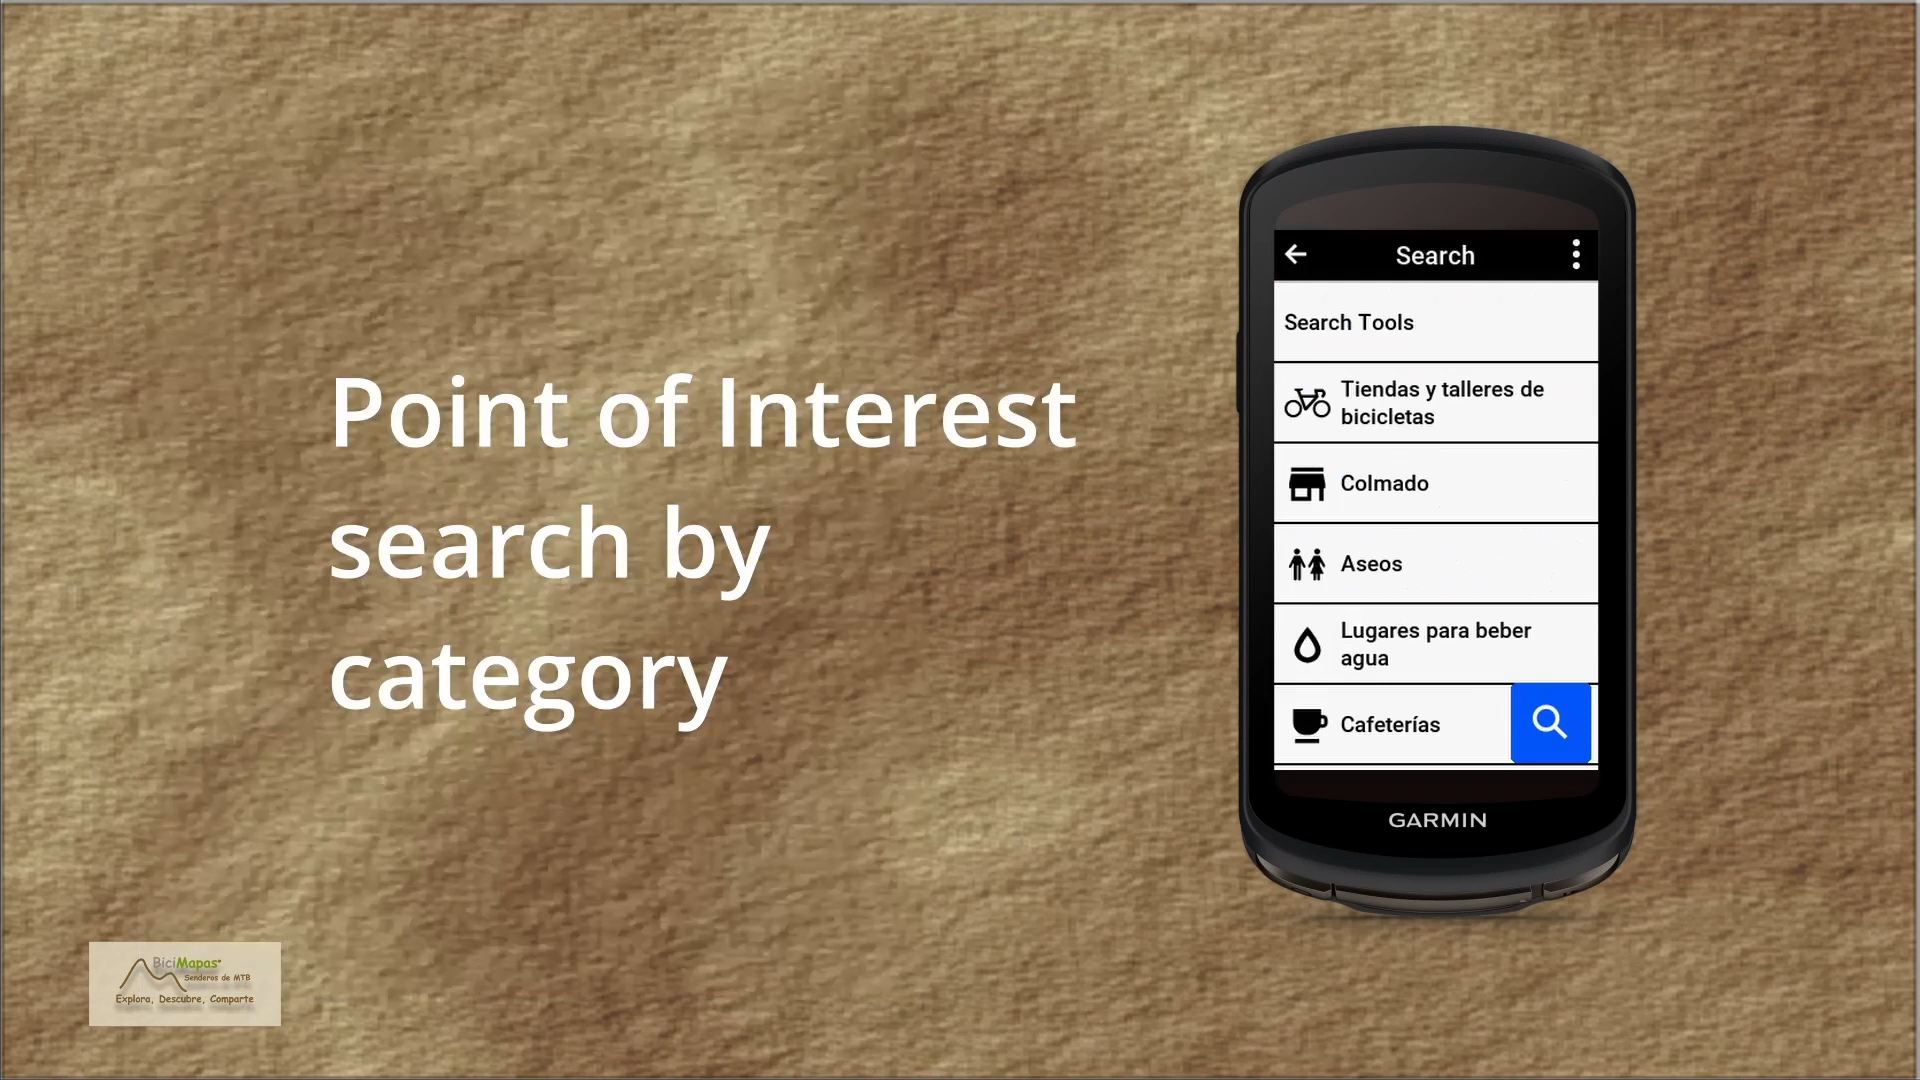 Point of Interest
search by
category
Search
Search Tools
Tiendas y talleres de
bicicletas
Colmado
Aseos
Lugares para beber
agua
Cafeterías
GARMIN
BiciMapas
Senderos de MTB
Explora, Descubre, Comparte